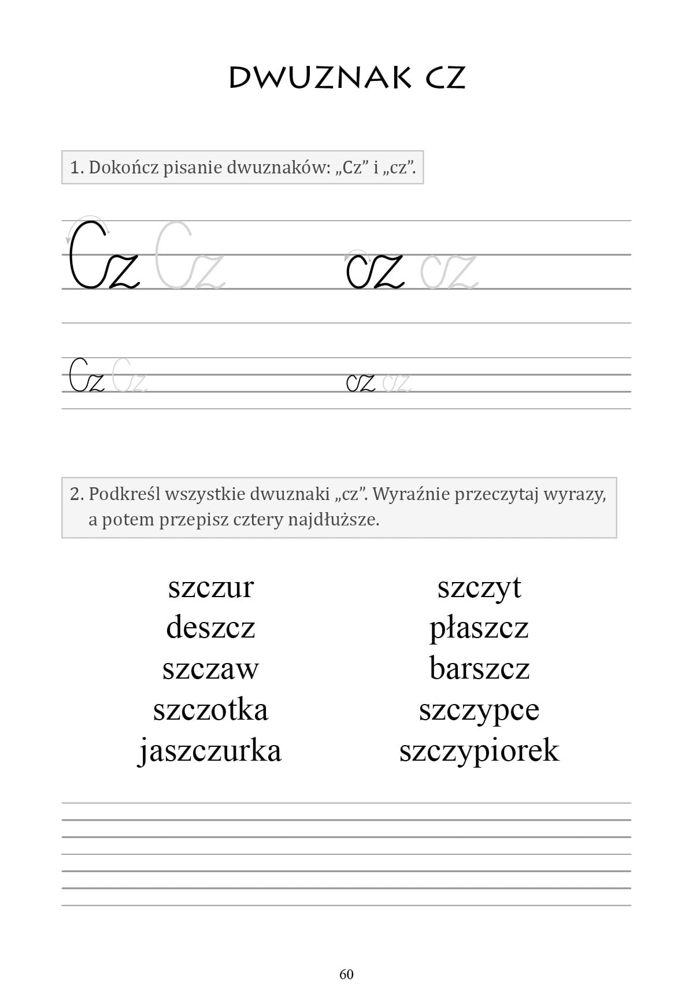 DWUZNAK CZ
1. Dokończ pisanie dwuznaków: „Cz” i „cz”.
Cz Cz cz cz
Cz Cz cz cz
2. Podkreśl wszystkie dwuznaki „cz”. Wyraźnie przeczytaj wyrazy,
a potem przepisz cztery najdłuższe.
szczur szczyt
deszcz płaszcz
szczaw barszcz
szczotka szczypce
jaszczurka szczypiorek
60